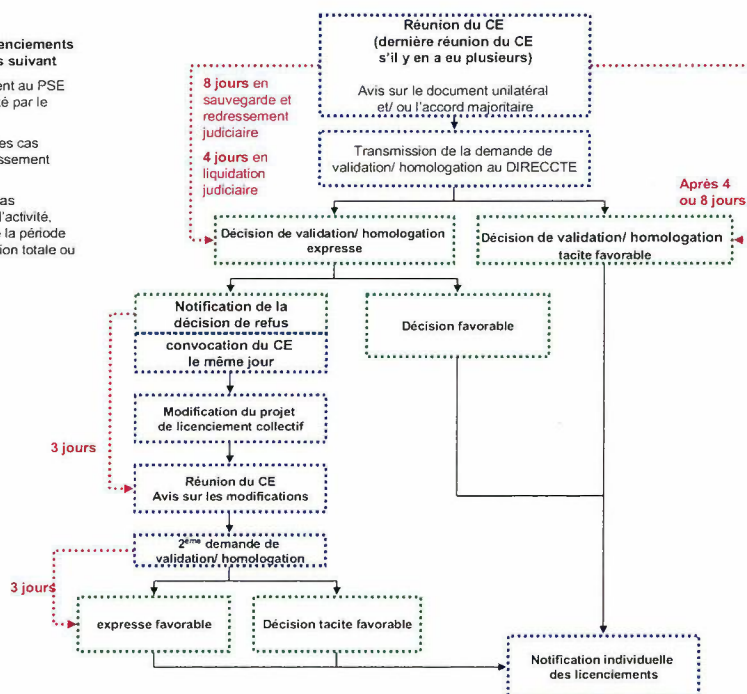 enciements
s suivant
ent au PSE
é par le
es cas
ssement
as
d'activité,
e la période
ion totale ou
Réunion du CE
(dernière réunion du CE
s'il y en a eu plusieurs)
Avis sur le document unilatéral
et/ ou l'accord majoritaire
8 jours en
sauvegarde et
redressement
judiciaire
4 jours en
liquidation
judiciaire
Transmission de la demande de
validation/ homologation au DIRECCTE
Après 4
ou 8 jours
Décision de validation/ homologation
expresse
Décision de validation/ homologation
tacite favorable
Notification de la
décision de refus
convocation du CE
le même jour
Décision favorable
Modification du projet
de licenciement collectif
3 jours
Réunion du CE
Avis sur les modifications
2ème demande de
validation/ homologation
3 jours
expresse favorable
Décision tacite favorable
Notification individuelle
des licenciements